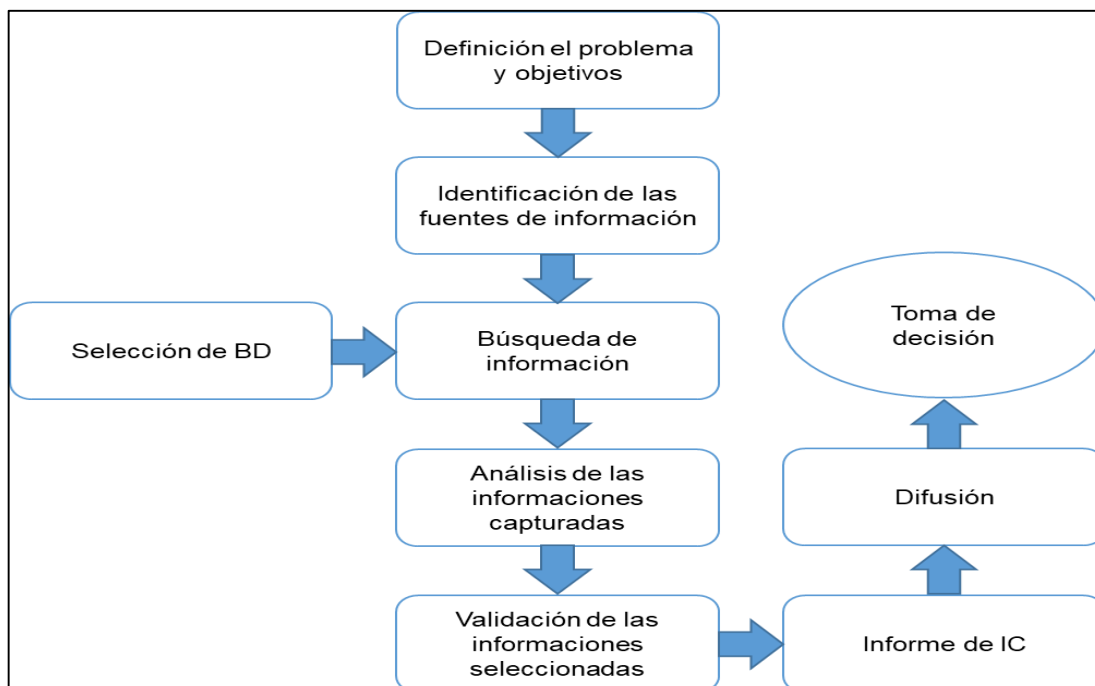 Definición el problema
y objetivos
Identificación de las
fuentes de información
Selección de BD
Búsqueda de
información
Análisis de las
informaciones
capturadas
Validación de las
informaciones
seleccionadas
Informe de IC
Difusión
Toma de
decisión